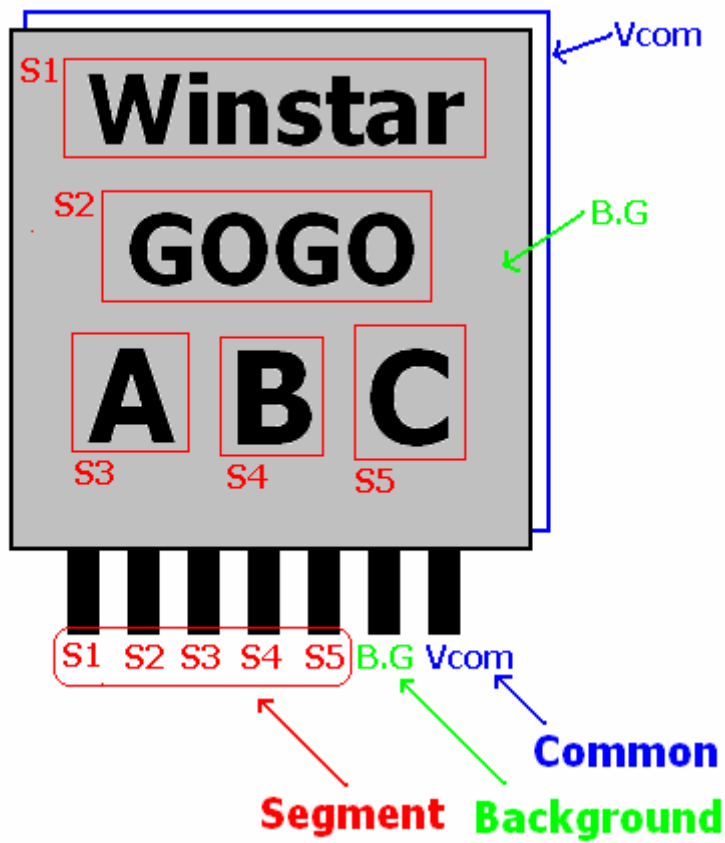 Vcom
S1 Winstar
S2 GOGO
B.G
A B C
S3 S4 S5
S1 S2 S3 S4 S5 B.G Vcom
Common
Segment Background